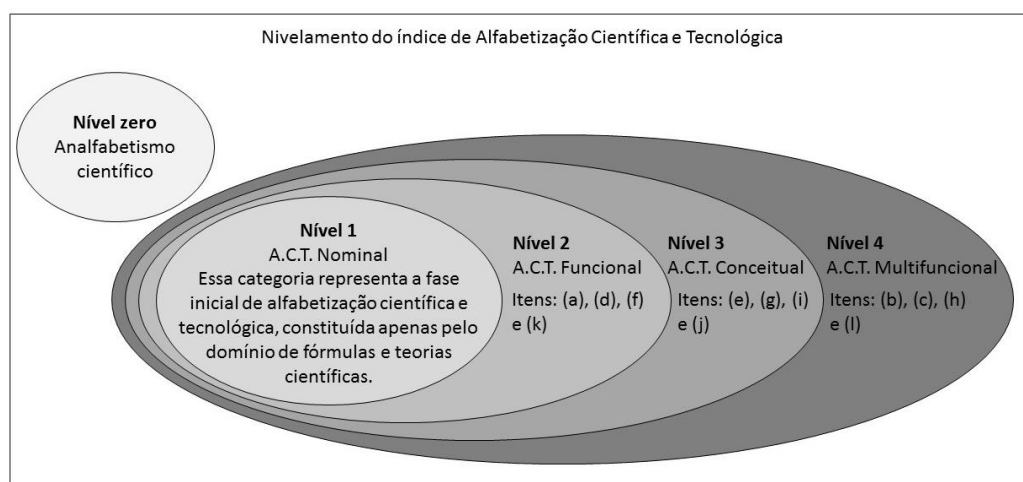 Nivelamento do índice de Alfabetização Científica e Tecnológica
Nível zero
Analfabetismo
científico
Nível 1
A.C.T. Nominal
Essa categoria representa a fase
inicial de alfabetização científica e
tecnológica, constituída apenas pelo
domínio de fórmulas e teorias
científicas.
Nível 2
A.C.T. Funcional
Itens: (a), (d), (f)
e (k)
Nível 3
A.C.T. Conceitual
Itens: (e), (g), (i)
e (j)
Nível 4
A.C.T. Multifuncional
Itens: (b), (c), (h)
e (l)